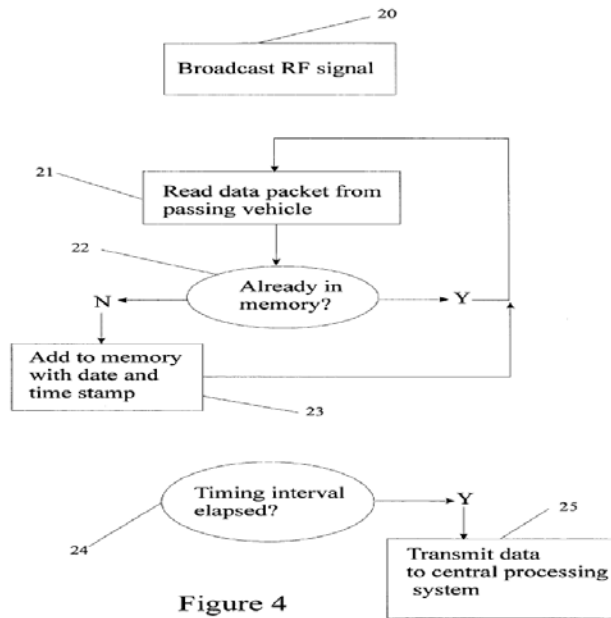 20
Broadcast RF signal
21
Read data packet from
passing vehicle
22
Already in
memory?
N
Y
Add to memory
with date and
time stamp
23
Timing interval
elapsed?
Y
24
25
Transmit data
to central processing
system
Figure 4